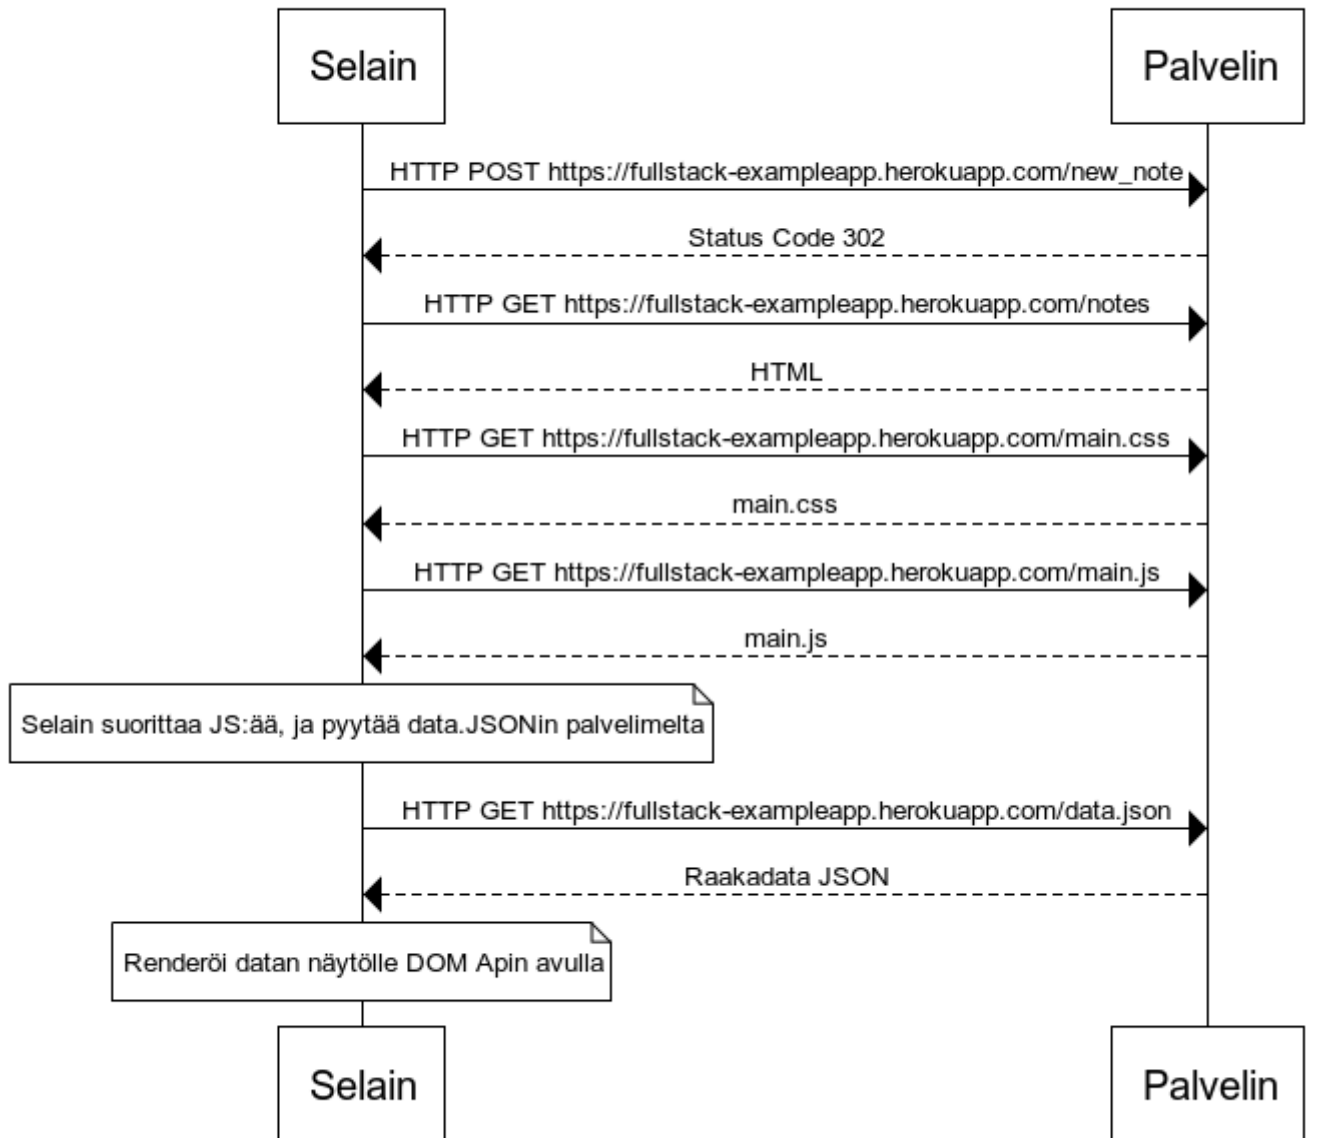 Selain
Palvelin
HTTP POST https://fullstack-exampleapp.herokuapp.com/new_note
Status Code 302
HTTP GET https://fullstack-exampleapp.herokuapp.com/notes
HTML
HTTP GET https://fullstack-exampleapp.herokuapp.com/main.css
main.css
HTTP GET https://fullstack-exampleapp.herokuapp.com/main.js
main.js
Selain suorittaa JS:ää, ja pyytää data.JSONin palvelimelta
HTTP GET https://fullstack-exampleapp.herokuapp.com/data.json
Raakadata JSON
Renderöi datan näytölle DOM Apin avulla
Selain
Palvelin